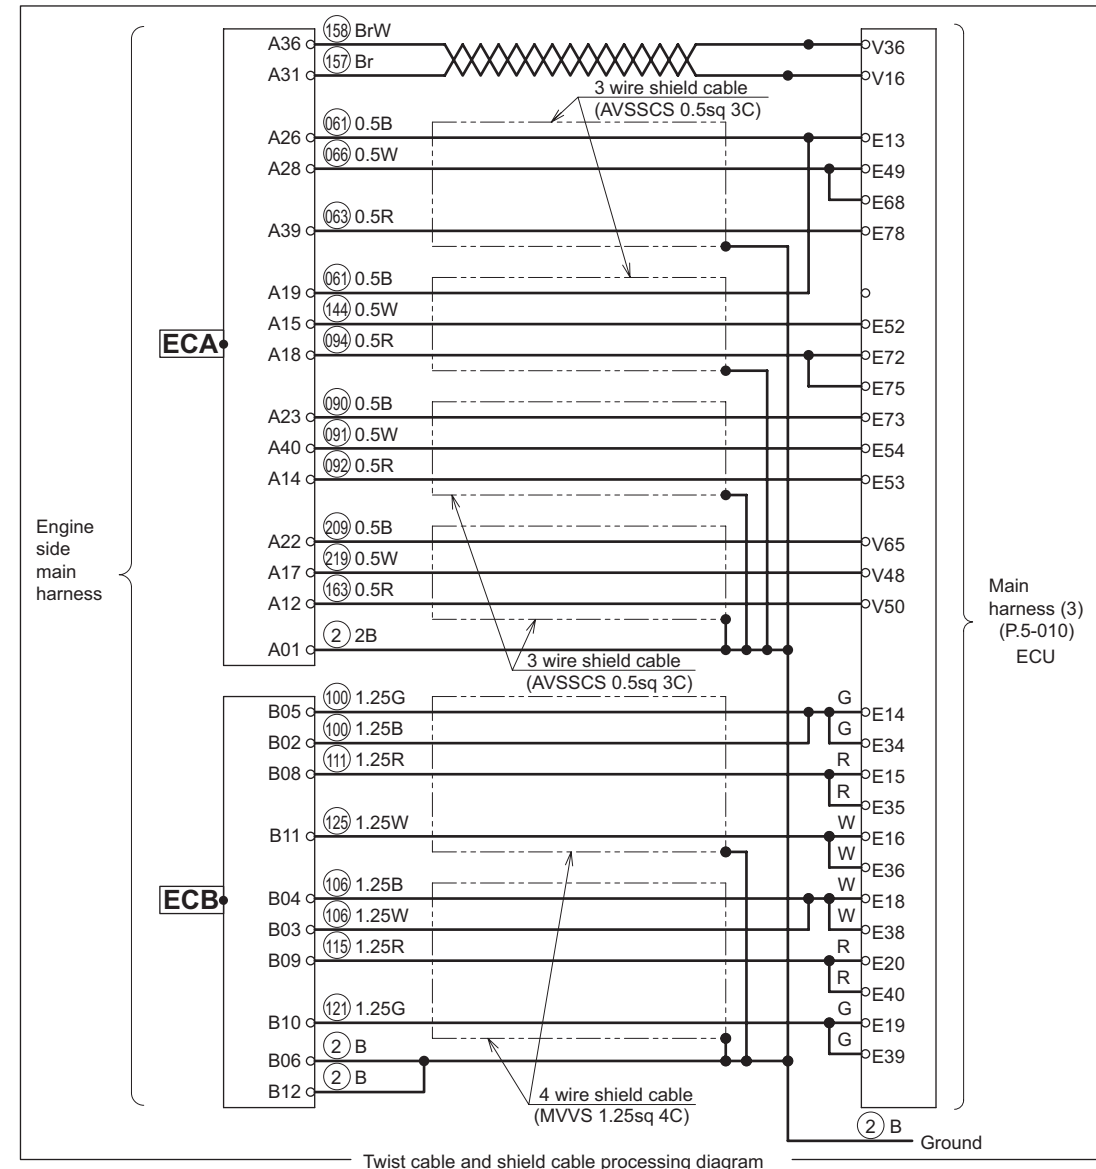 158 BrW
A36 V36
157 Br
A31 V16
3 wire shield cable
(AVSSCS 0.5sq 3C)
061 0.5B
A26 E13
066 0.5W
A28 E49
E68
063 0.5R
A39 E78
061 0.5B
A19
144 0.5W
A15 E52
ECA
094 0.5R
A18 E72
E75
090 0.5B
A23 E73
091 0.5W
A40 E54
092 0.5R
A14 E53
Engine
side
main
harness
209 0.5B
A22 V65
219 0.5W
A17 V48
163 0.5R
A12 V50
Main
harness (3)
(P.5-010)
ECU
2 2B
A01
3 wire shield cable
(AVSSCS 0.5sq 3C)
100 1.25G G
B05 E14
100 1.25B G
B02 E34
111 1.25R R
B08 E15
R
E35
125 1.25W W
B11 E16
W
E36
ECB
106 1.25B W
B04 E18
106 1.25W W
B03 E38
115 1.25R R
B09 E20
R
E40
121 1.25G G
B10 E19
G
E39
2 B
B06
2 B
B12
4 wire shield cable
(MVVS 1.25sq 4C)
2 B
Ground
Twist cable and shield cable processing diagram